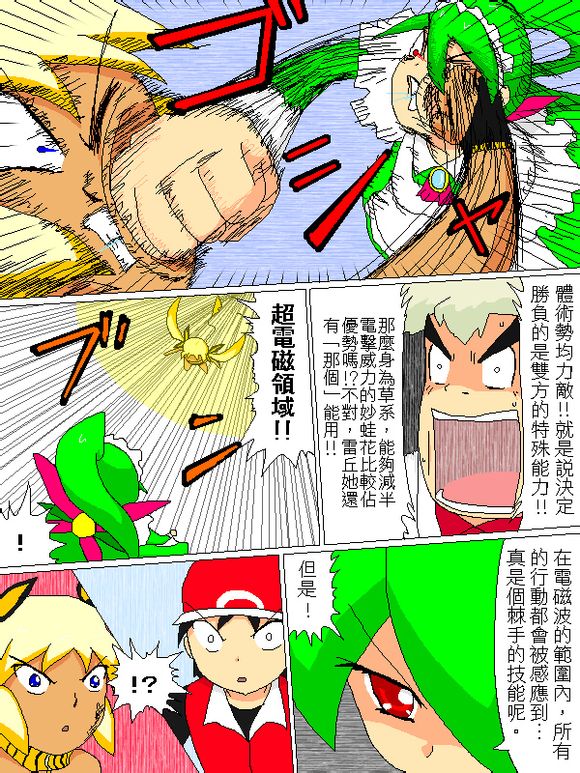 ゴ
シ
ャ
體術勢均力敵!!就是說決定
勝負的是雙方的特殊能力!!
那麼身為草系，能夠減半
電擊威力的妙蛙花比較佔
優勢嗎!?不對，雷丘她還
有「那個」能用!!
超電磁領域!!
ブ
ン
!
在電磁波的範圍內，所有
的行動都會被感應到…
真是個棘手的技能呢。
但是!
!?